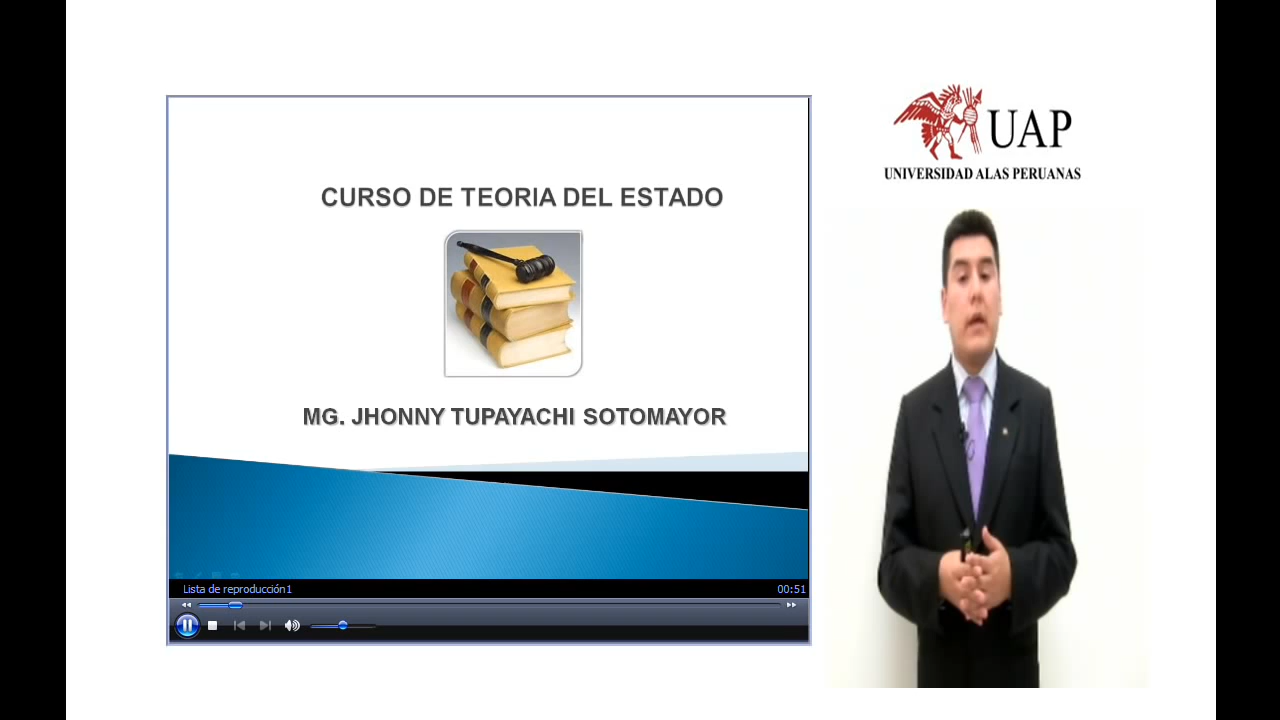 CURSO DE TEORIA DEL ESTADO
MG. JHONNY TUPAYACHI SOTOMAYOR
Lista de reproducción1
00:51
UAP
UNIVERSIDAD ALAS PERUANAS